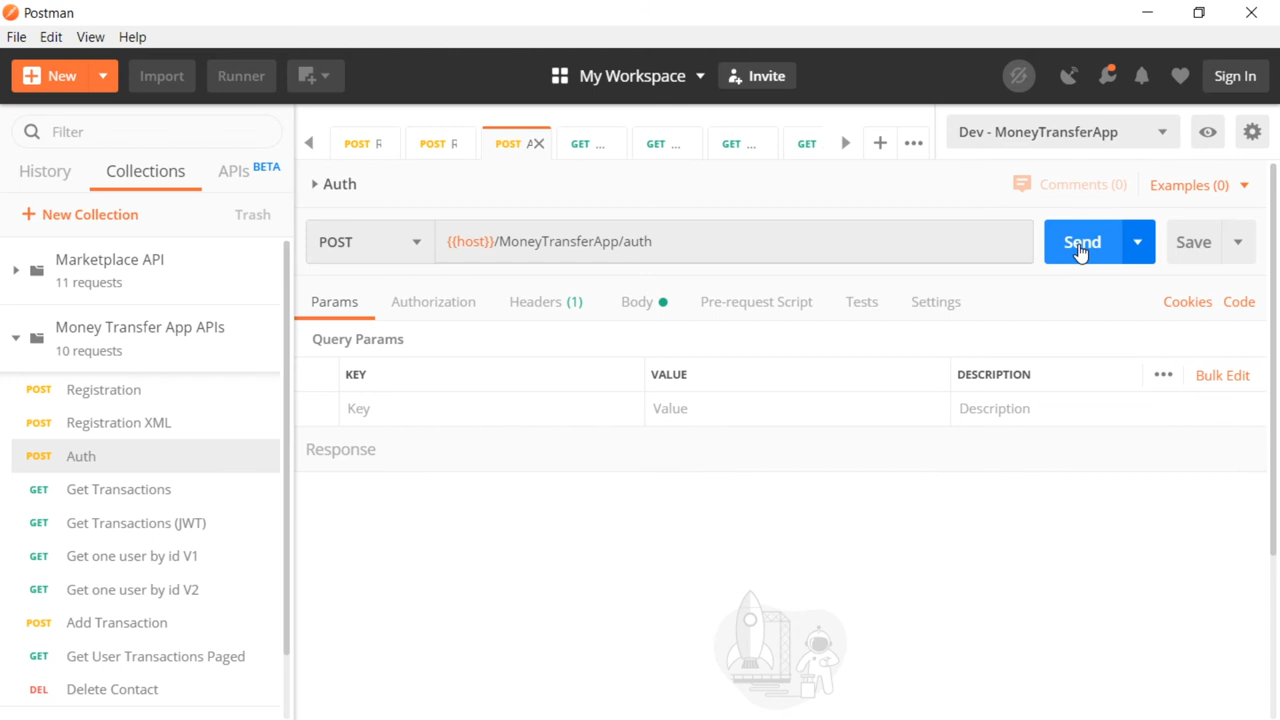 Postman
File Edit View Help
New Import Runner My Workspace Invite Sign In
Filter
POST R POST R POST A GET ... GET ... GET ... GET
Dev - MoneyTransferApp
History Collections APIs BETA
Auth Comments (0) Examples (0)
New Collection Trash
POST {{host}}/MoneyTransferApp/auth Send Save
Marketplace API
11 requests
Params Authorization Headers (1) Body Pre-request Script Tests Settings Cookies Code
Money Transfer App APIs
10 requests
Query Params
KEY VALUE DESCRIPTION Bulk Edit
Key Value Description
Response
POST Registration
POST Registration XML
POST Auth
GET Get Transactions
GET Get Transactions (JWT)
GET Get one user by id V1
GET Get one user by id V2
POST Add Transaction
GET Get User Transactions Paged
DEL Delete Contact